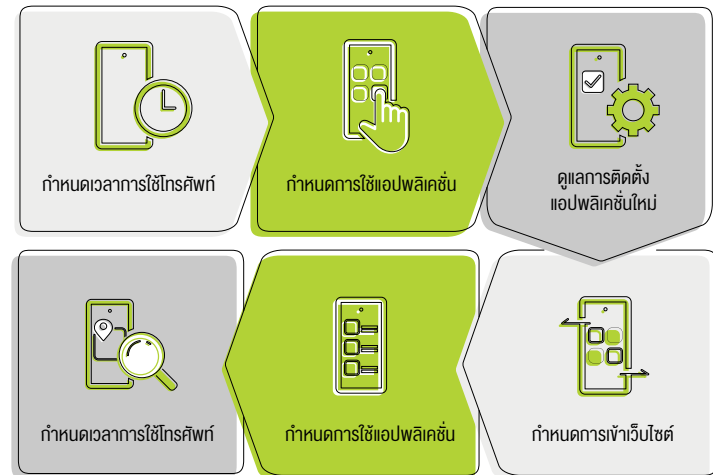 กำหนดเวลาการใช้โทรศัพท์
กำหนดการใช้แอปพลิเคชั่น
ดูแลการติดตั้ง
แอปพลิเคชั่นใหม่
กำหนดการเข้าเว็บไซต์
กำหนดการใช้แอปพลิเคชั่น
กำหนดเวลาการใช้โทรศัพท์